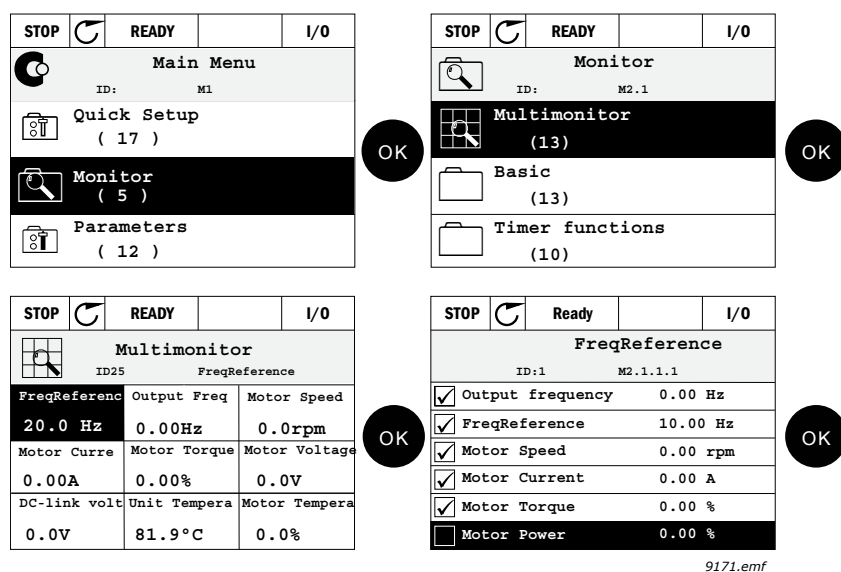 STOP READY I/O
Main Menu
ID: M1
Quick Setup
( 17 )
Monitor
( 5 )
Parameters
( 12 )
OK
STOP READY I/O
Monitor
ID: M2.1
Multimonitor
(13)
Basic
(13)
Timer functions
(10)
OK
STOP READY I/O
Multimonitor
ID25 FreqReference
FreqReferenc Output Freq Motor Speed
20.0 Hz 0.00Hz 0.0rpm
Motor Curre Motor Torque Motor Voltage
0.00A 0.00% 0.0V
DC-link volt Unit Tempera Motor Tempera
0.0V 81.9°C 0.0%
OK
STOP Ready I/O
FreqReference
ID:1 M2.1.1.1
Output frequency 0.00 Hz
FreqReference 10.00 Hz
Motor Speed 0.00 rpm
Motor Current 0.00 A
Motor Torque 0.00 %
Motor Power 0.00 %
OK
9171.emf